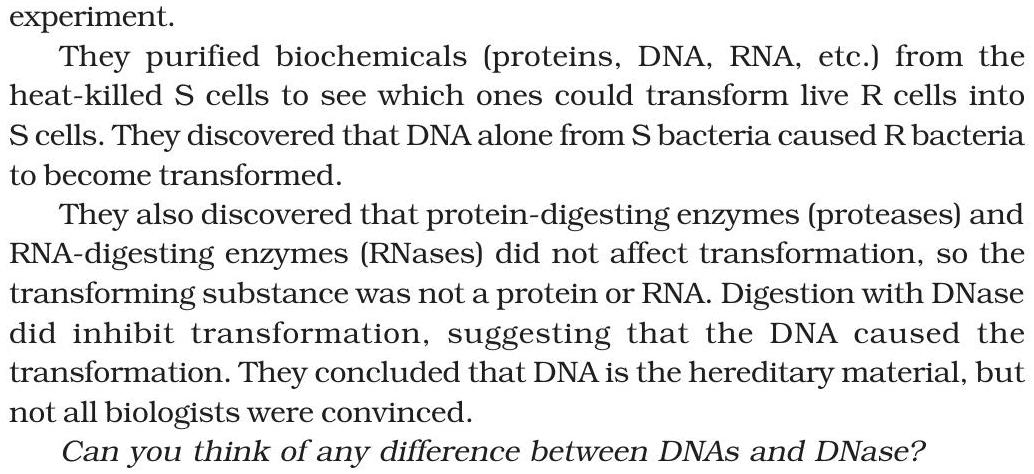 experiment.
They purified biochemicals (proteins, DNA, RNA, etc.) from the
heat-killed S cells to see which ones could transform live R cells into
S cells. They discovered that DNA alone from S bacteria caused R bacteria
to become transformed.
They also discovered that protein-digesting enzymes (proteases) and
RNA-digesting enzymes (RNases) did not affect transformation, so the
transforming substance was not a protein or RNA. Digestion with DNase
did inhibit transformation, suggesting that the DNA caused the
transformation. They concluded that DNA is the hereditary material, but
not all biologists were convinced.
Can you think of any difference between DNAs and DNase?